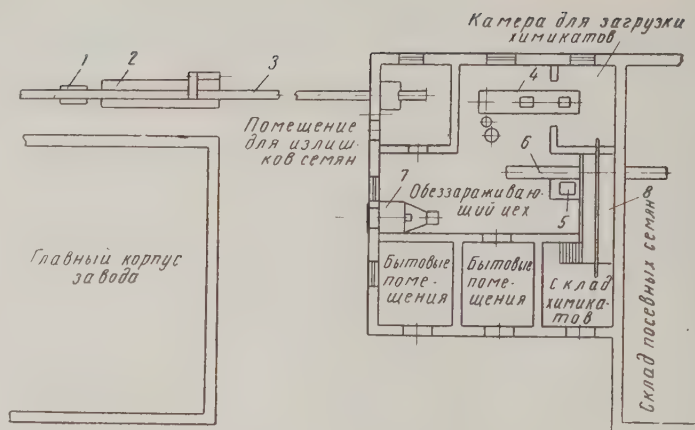 Камера для загрузки
химикатов
1
2
3
4
Помещение
для излиш-
ков семян
6
7
Обеззараживаю-
щий цех
5
8
Главный корпус
завода
Бытовые
поме-
щения
Бытовые
поме-
щения
Склад
химика-
тов
Склад посевных семян